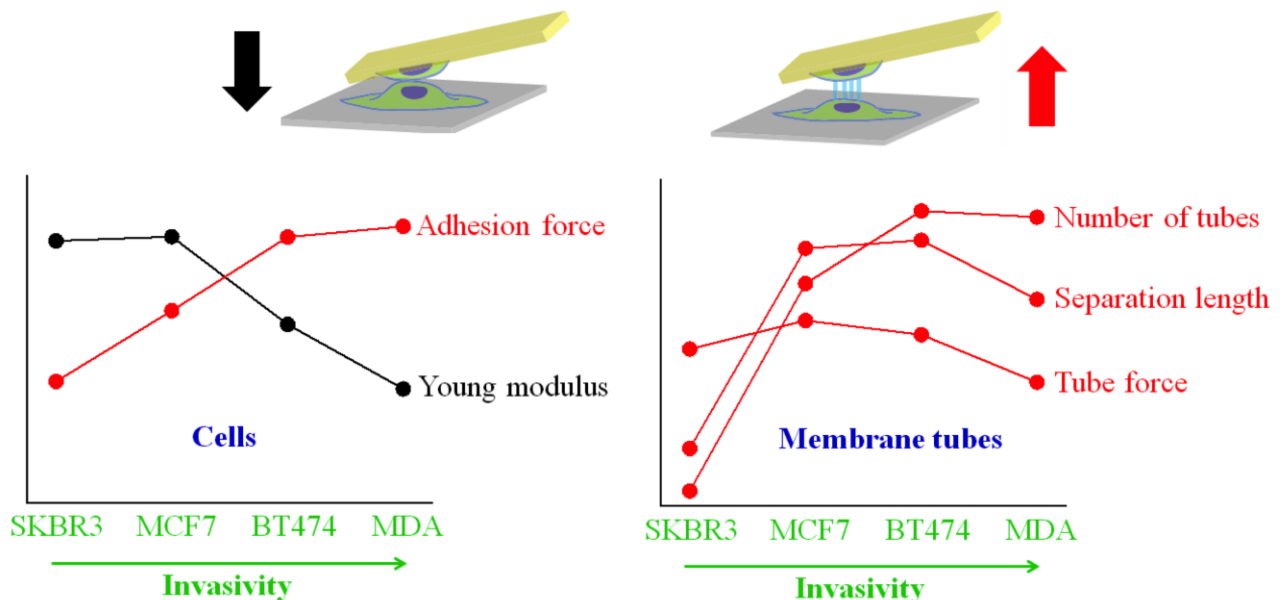 Adhesion force
Young modulus
Cells
SKBR3 MCF7 BT474 MDA
Invasivity
Number of tubes
Separation length
Tube force
Membrane tubes
SKBR3 MCF7 BT474 MDA
Invasivity